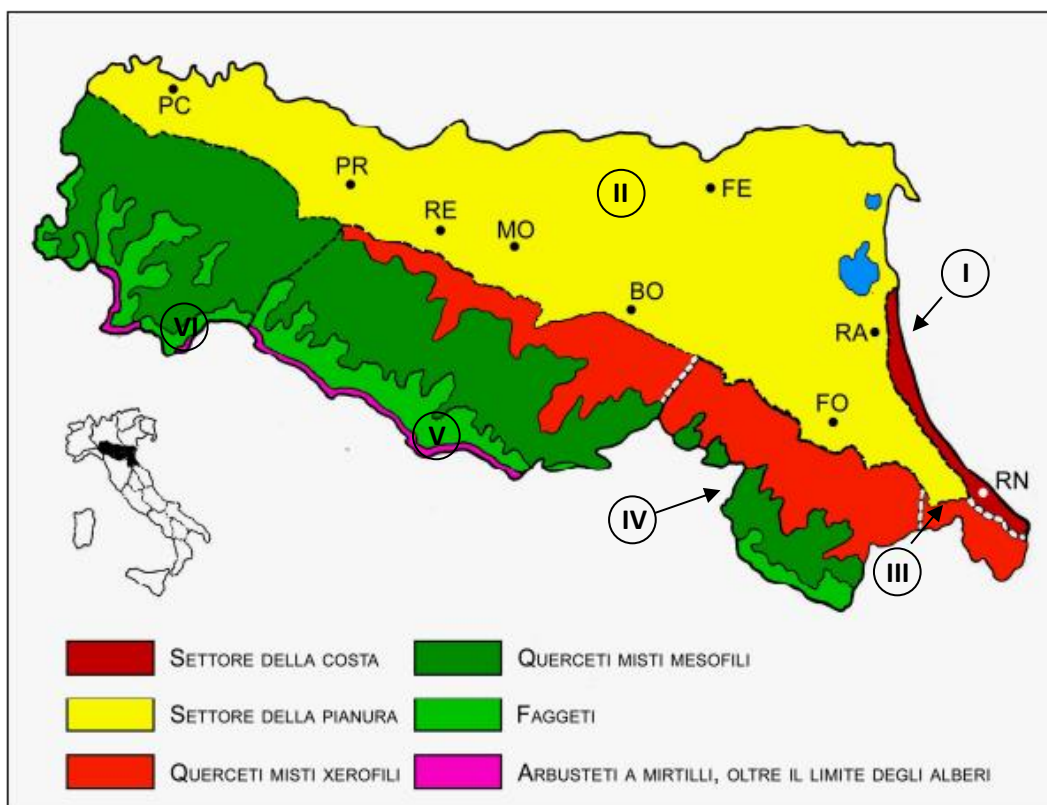 PC
PR
II
FE
RE
MO
I
BO
VI
RA
FO
V
RN
IV
III
SETTORE DELLA COSTA
QUERCETI MISTI MESOFILI
SETTORE DELLA PIANURA
FAGGETI
QUERCETI MISTI XEROFILI
ARBUSTETI A MIRTILLI, OLTRE IL LIMITE DEGLI ALBERI